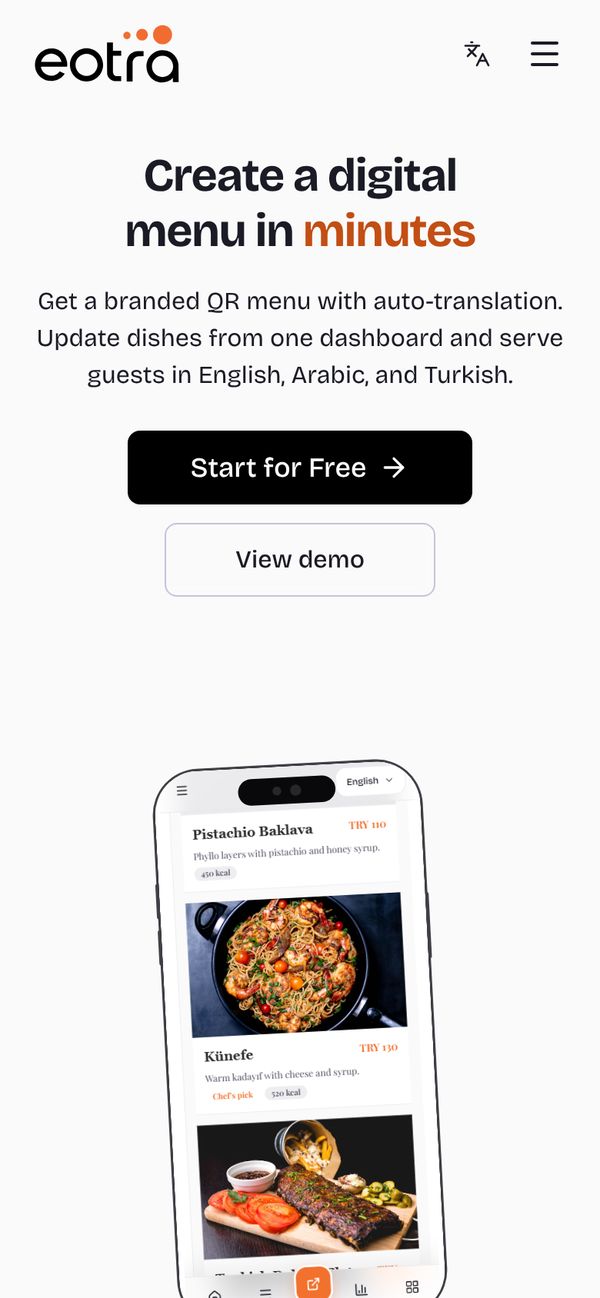 eotra
Create a digital
menu in minutes
Get a branded QR menu with auto-translation.
Update dishes from one dashboard and serve
guests in English, Arabic, and Turkish.
Start for Free
View demo
English
Pistachio Baklava TRY 110
Phyllo layers with pistachio and honey syrup.
450 kcal
Künefe TRY 130
Warm kadayıf with cheese and syrup.
Chef's pick 520 kcal